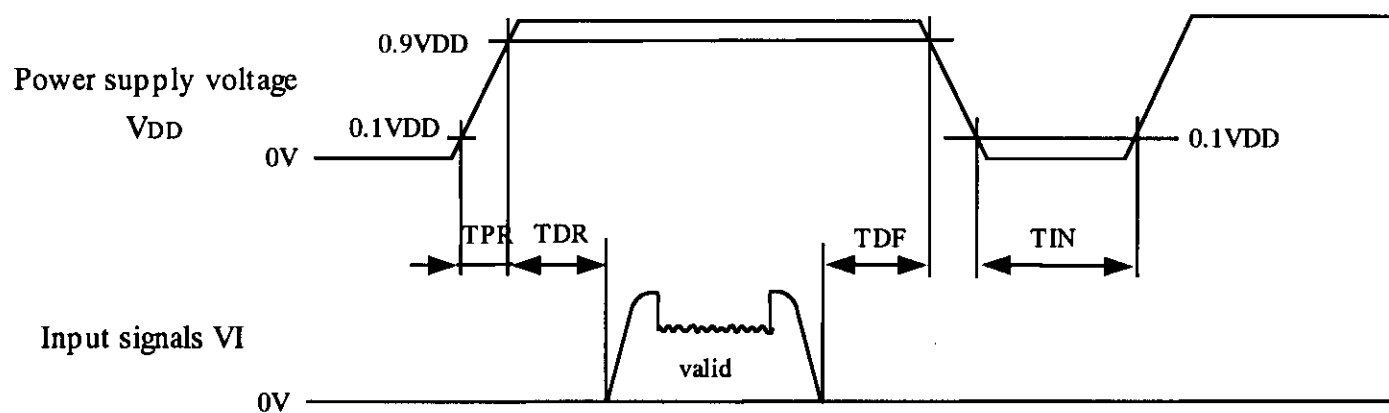 0.9VDD
Power supply voltage
VDD
0.1VDD
0V
0.1VDD
TPR
TDR
TDF
TIN
Input signals VI
valid
0V